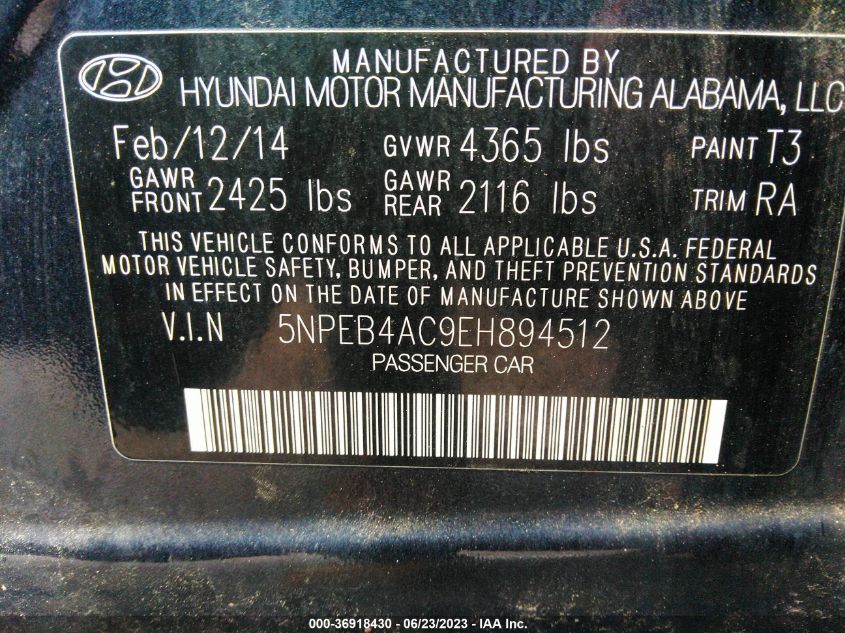 MANUFACTURED BY
HYUNDAI MOTOR MANUFACTURING ALABAMA, LLC
Feb/12/14 GVWR 4365 lbs PAINT T3
GAWR FRONT 2425 lbs GAWR REAR 2116 lbs TRIM RA
THIS VEHICLE CONFORMS TO ALL APPLICABLE U.S.A. FEDERAL
MOTOR VEHICLE SAFETY, BUMPER, AND THEFT PREVENTION STANDARDS
IN EFFECT ON THE DATE OF MANUFACTURE SHOWN ABOVE
V.I.N 5NPEB4AC9EH894512
PASSENGER CAR
000-36918430 - 06/23/2023 - IAA Inc.